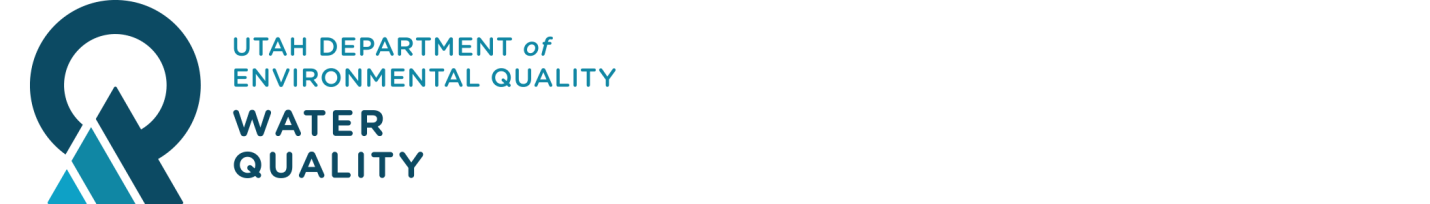 UTAH DEPARTMENT of
ENVIRONMENTAL QUALITY
WATER
QUALITY